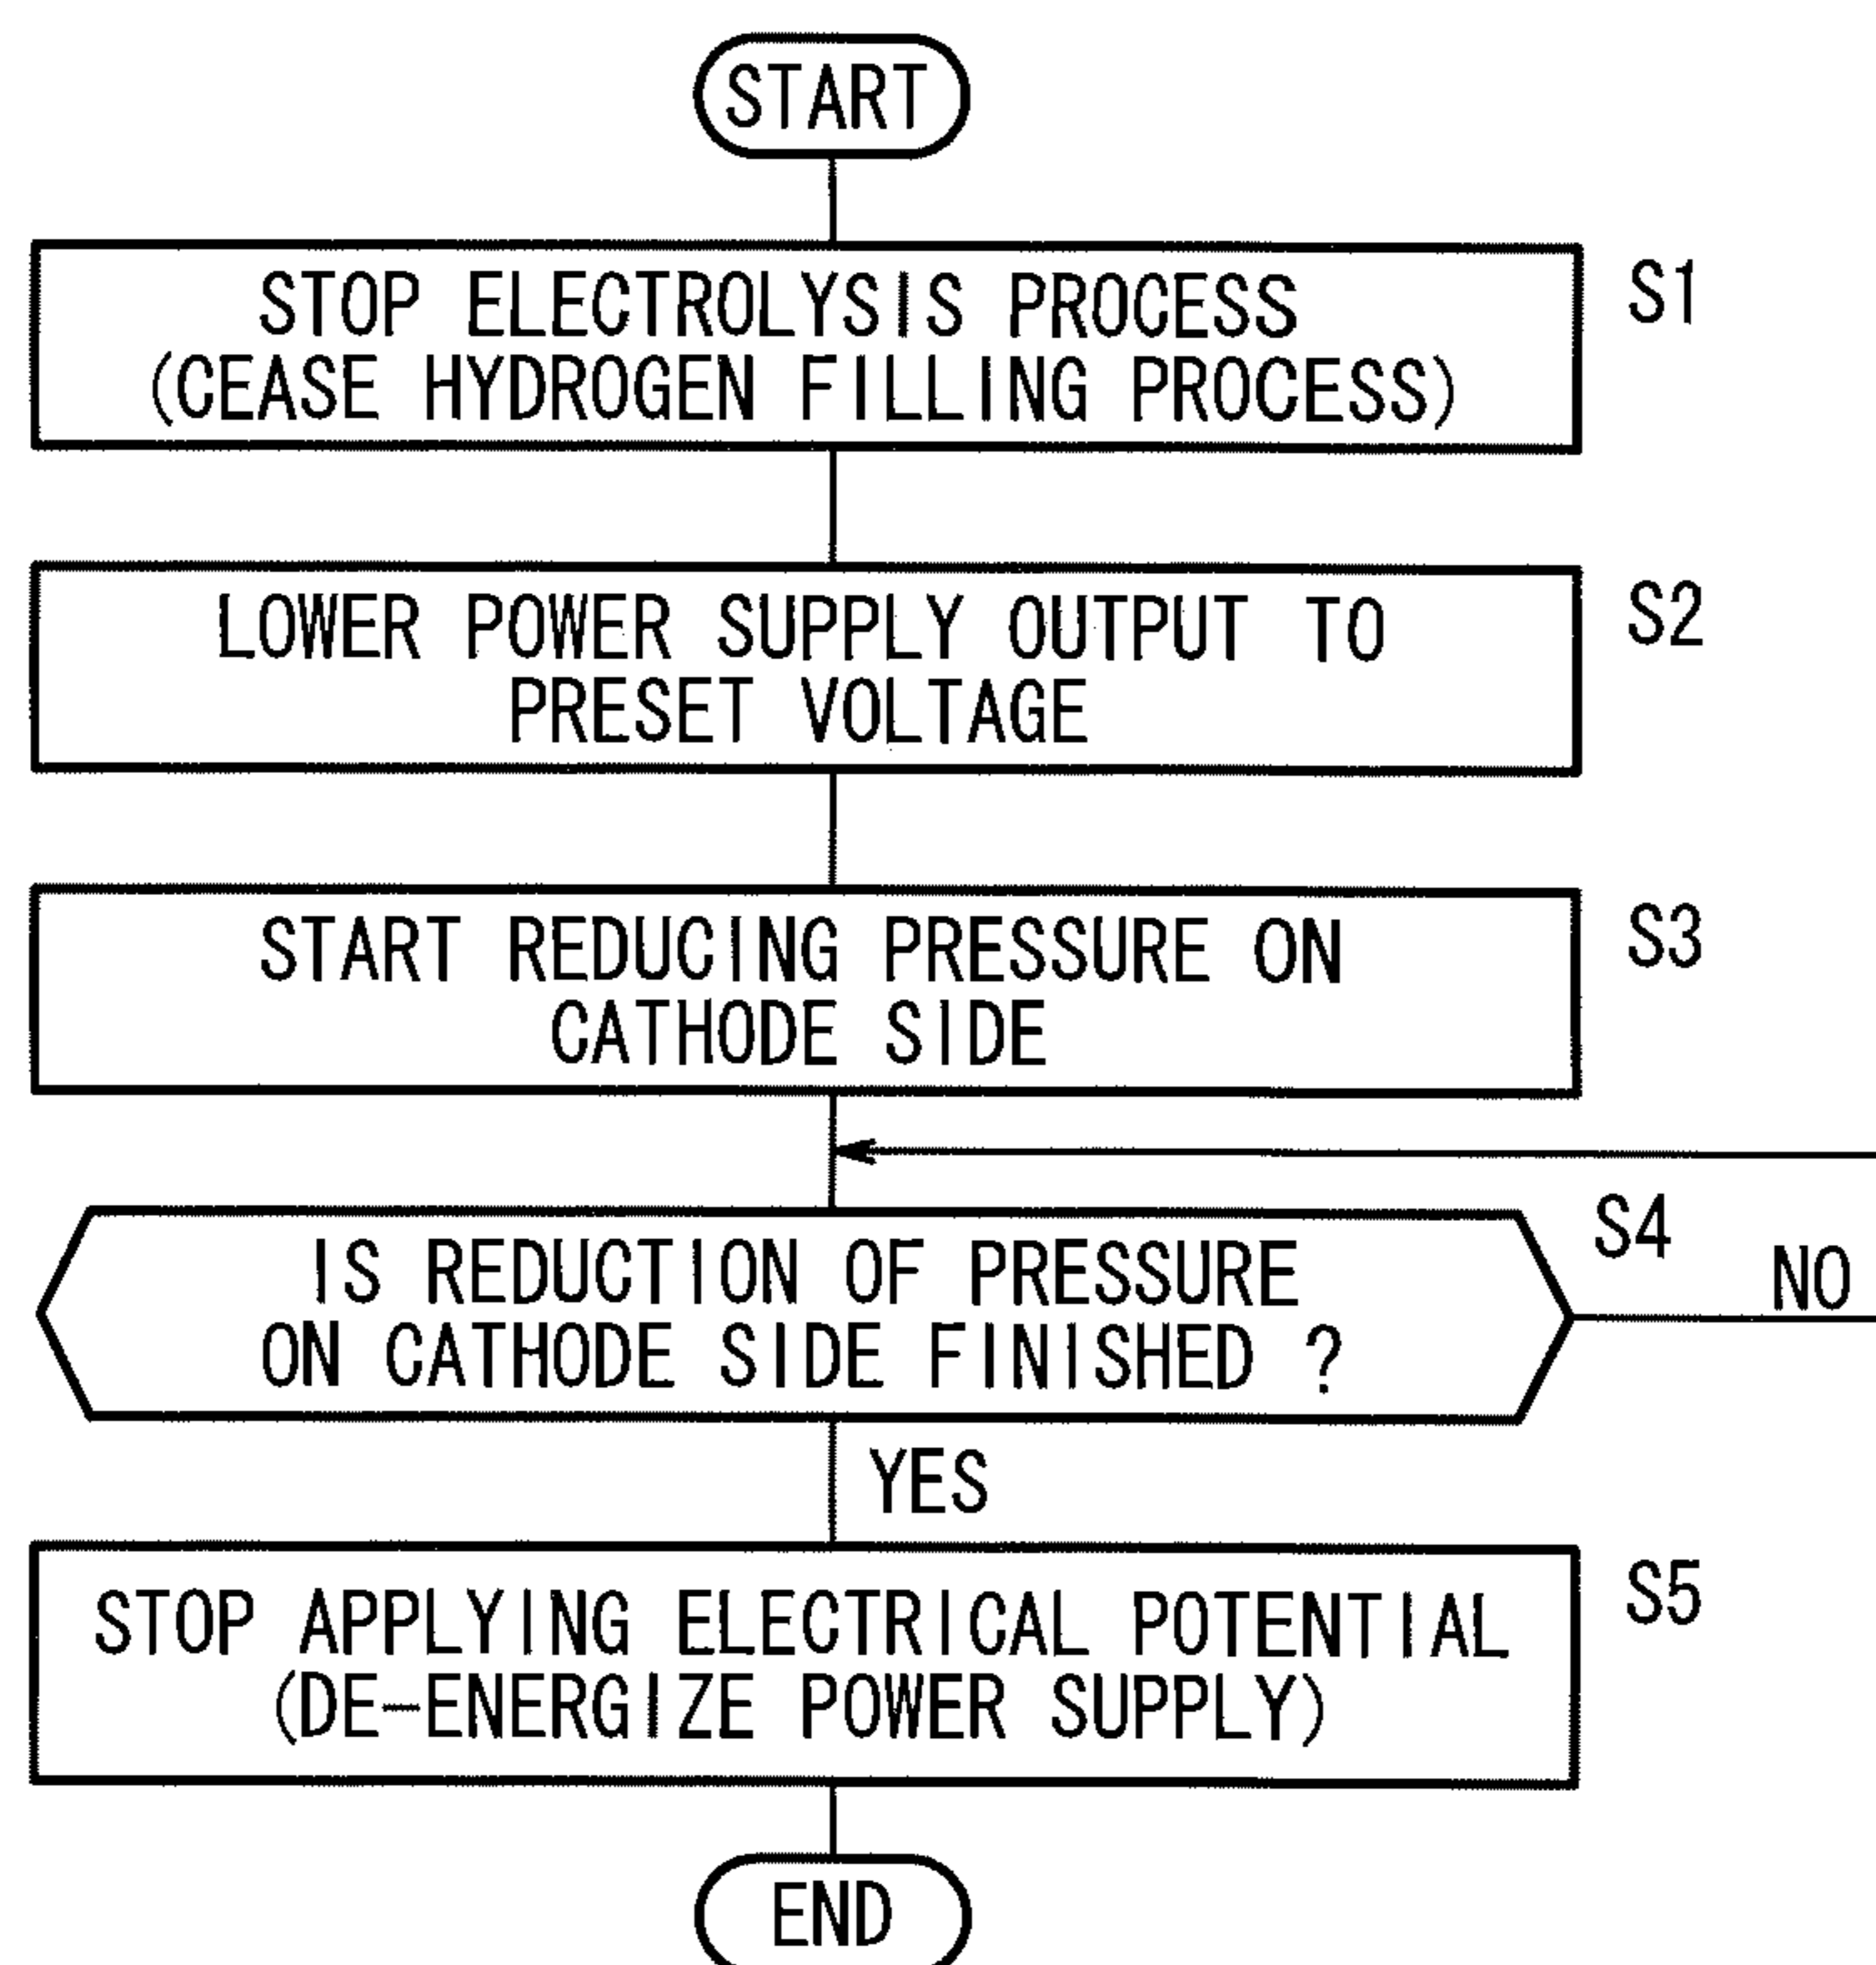 START
STOP ELECTROLYSIS PROCESS
(CEASE HYDROGEN FILLING PROCESS)
S1
LOWER POWER SUPPLY OUTPUT TO
PRESET VOLTAGE
S2
START REDUCING PRESSURE ON
CATHODE SIDE
S3
IS REDUCTION OF PRESSURE
ON CATHODE SIDE FINISHED ?
S4
NO
YES
STOP APPLYING ELECTRICAL POTENTIAL
(DE-ENERGIZE POWER SUPPLY)
S5
END